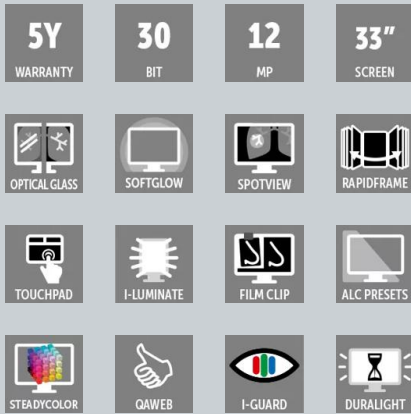 5Y
WARRANTY
30
BIT
12
MP
33"
SCREEN
OPTICAL GLASS
SOFTGLOW
SPOTVIEW
RAPIDFRAME
TOUCHPAD
I-LUMINATE
FILM CLIP
ALC PRESETS
STEADYCOLOR
QAWEB
I-GUARD
DURALIGHT